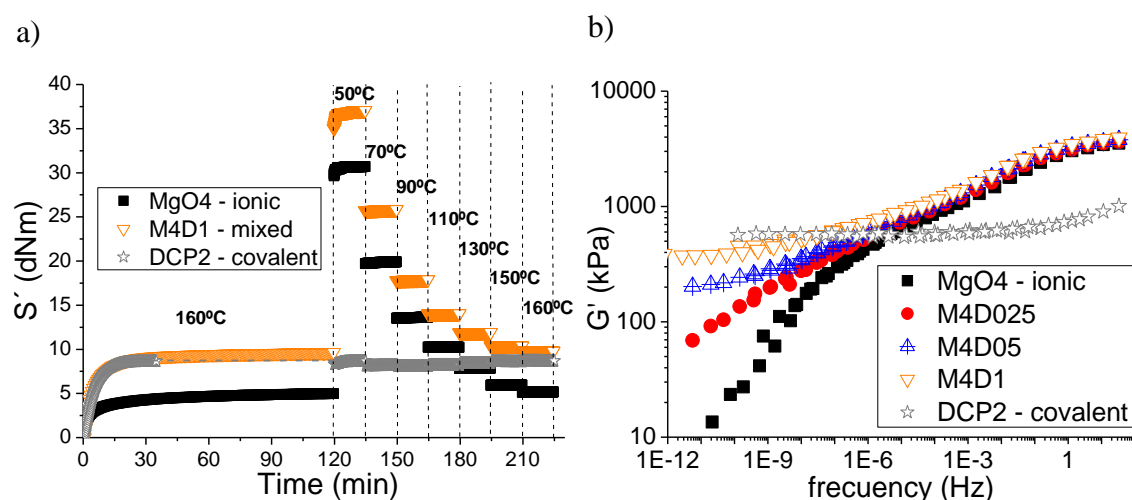 a)
S´ (dNm)
40
35
30
25
20
15
10
5
0
0 30 60 90 120 150 180 210
Time (min)
50ºC
70ºC
90ºC
110ºC
130ºC
150ºC
160ºC
160ºC
MgO4 - ionic
M4D1 - mixed
DCP2 - covalent
b)
G' (kPa)
10000
1000
100
10
1E-12 1E-9 1E-6 1E-3 1
frecuency (Hz)
MgO4 - ionic
M4D025
M4D05
M4D1
DCP2 - covalent